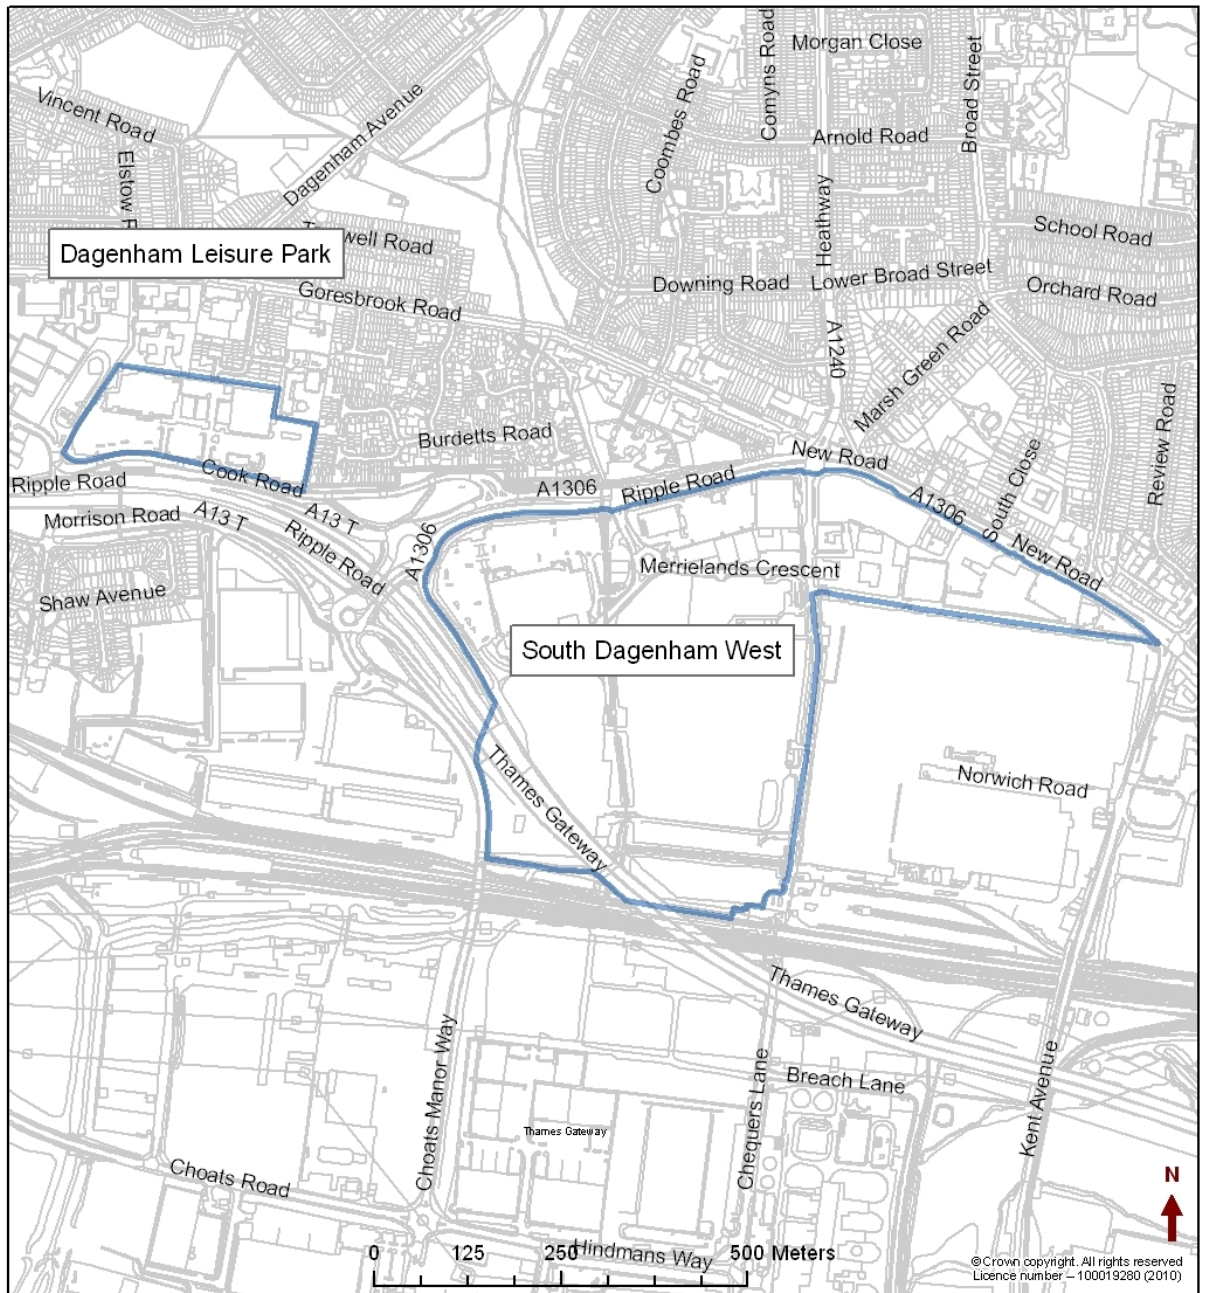 Morgan Close
Comyns Road
Broad Street
Coombes Road
Vincent Road
Dagenham Avenue
Arnold Road
Elstow
Heathway
School Road
well Road
Dagenham Leisure Park
Downing Road
Lower Broad Street
Orchard Road
Goresbrook Road
A1240
Marsh Green Road
Review Road
Burdetts Road
New Road
Ripple Road
Cook Road
A1306
Ripple Road
A1306
South Close
Morrison Road
A13 T
A13 T
Ripple Road
A1306
New Road
Merrielands Crescent
Shaw Avenue
South Dagenham West
Thames Gateway
Norwich Road
Thames Gateway
Choats Manor Way
Chequers Lane
Breach Lane
Kent Avenue
Thames Gateway
Choats Road
N
Hindmans Way
0 125 250 500 Meters
© Crown copyright. All rights reserved
Licence number – 100019280 (2010)